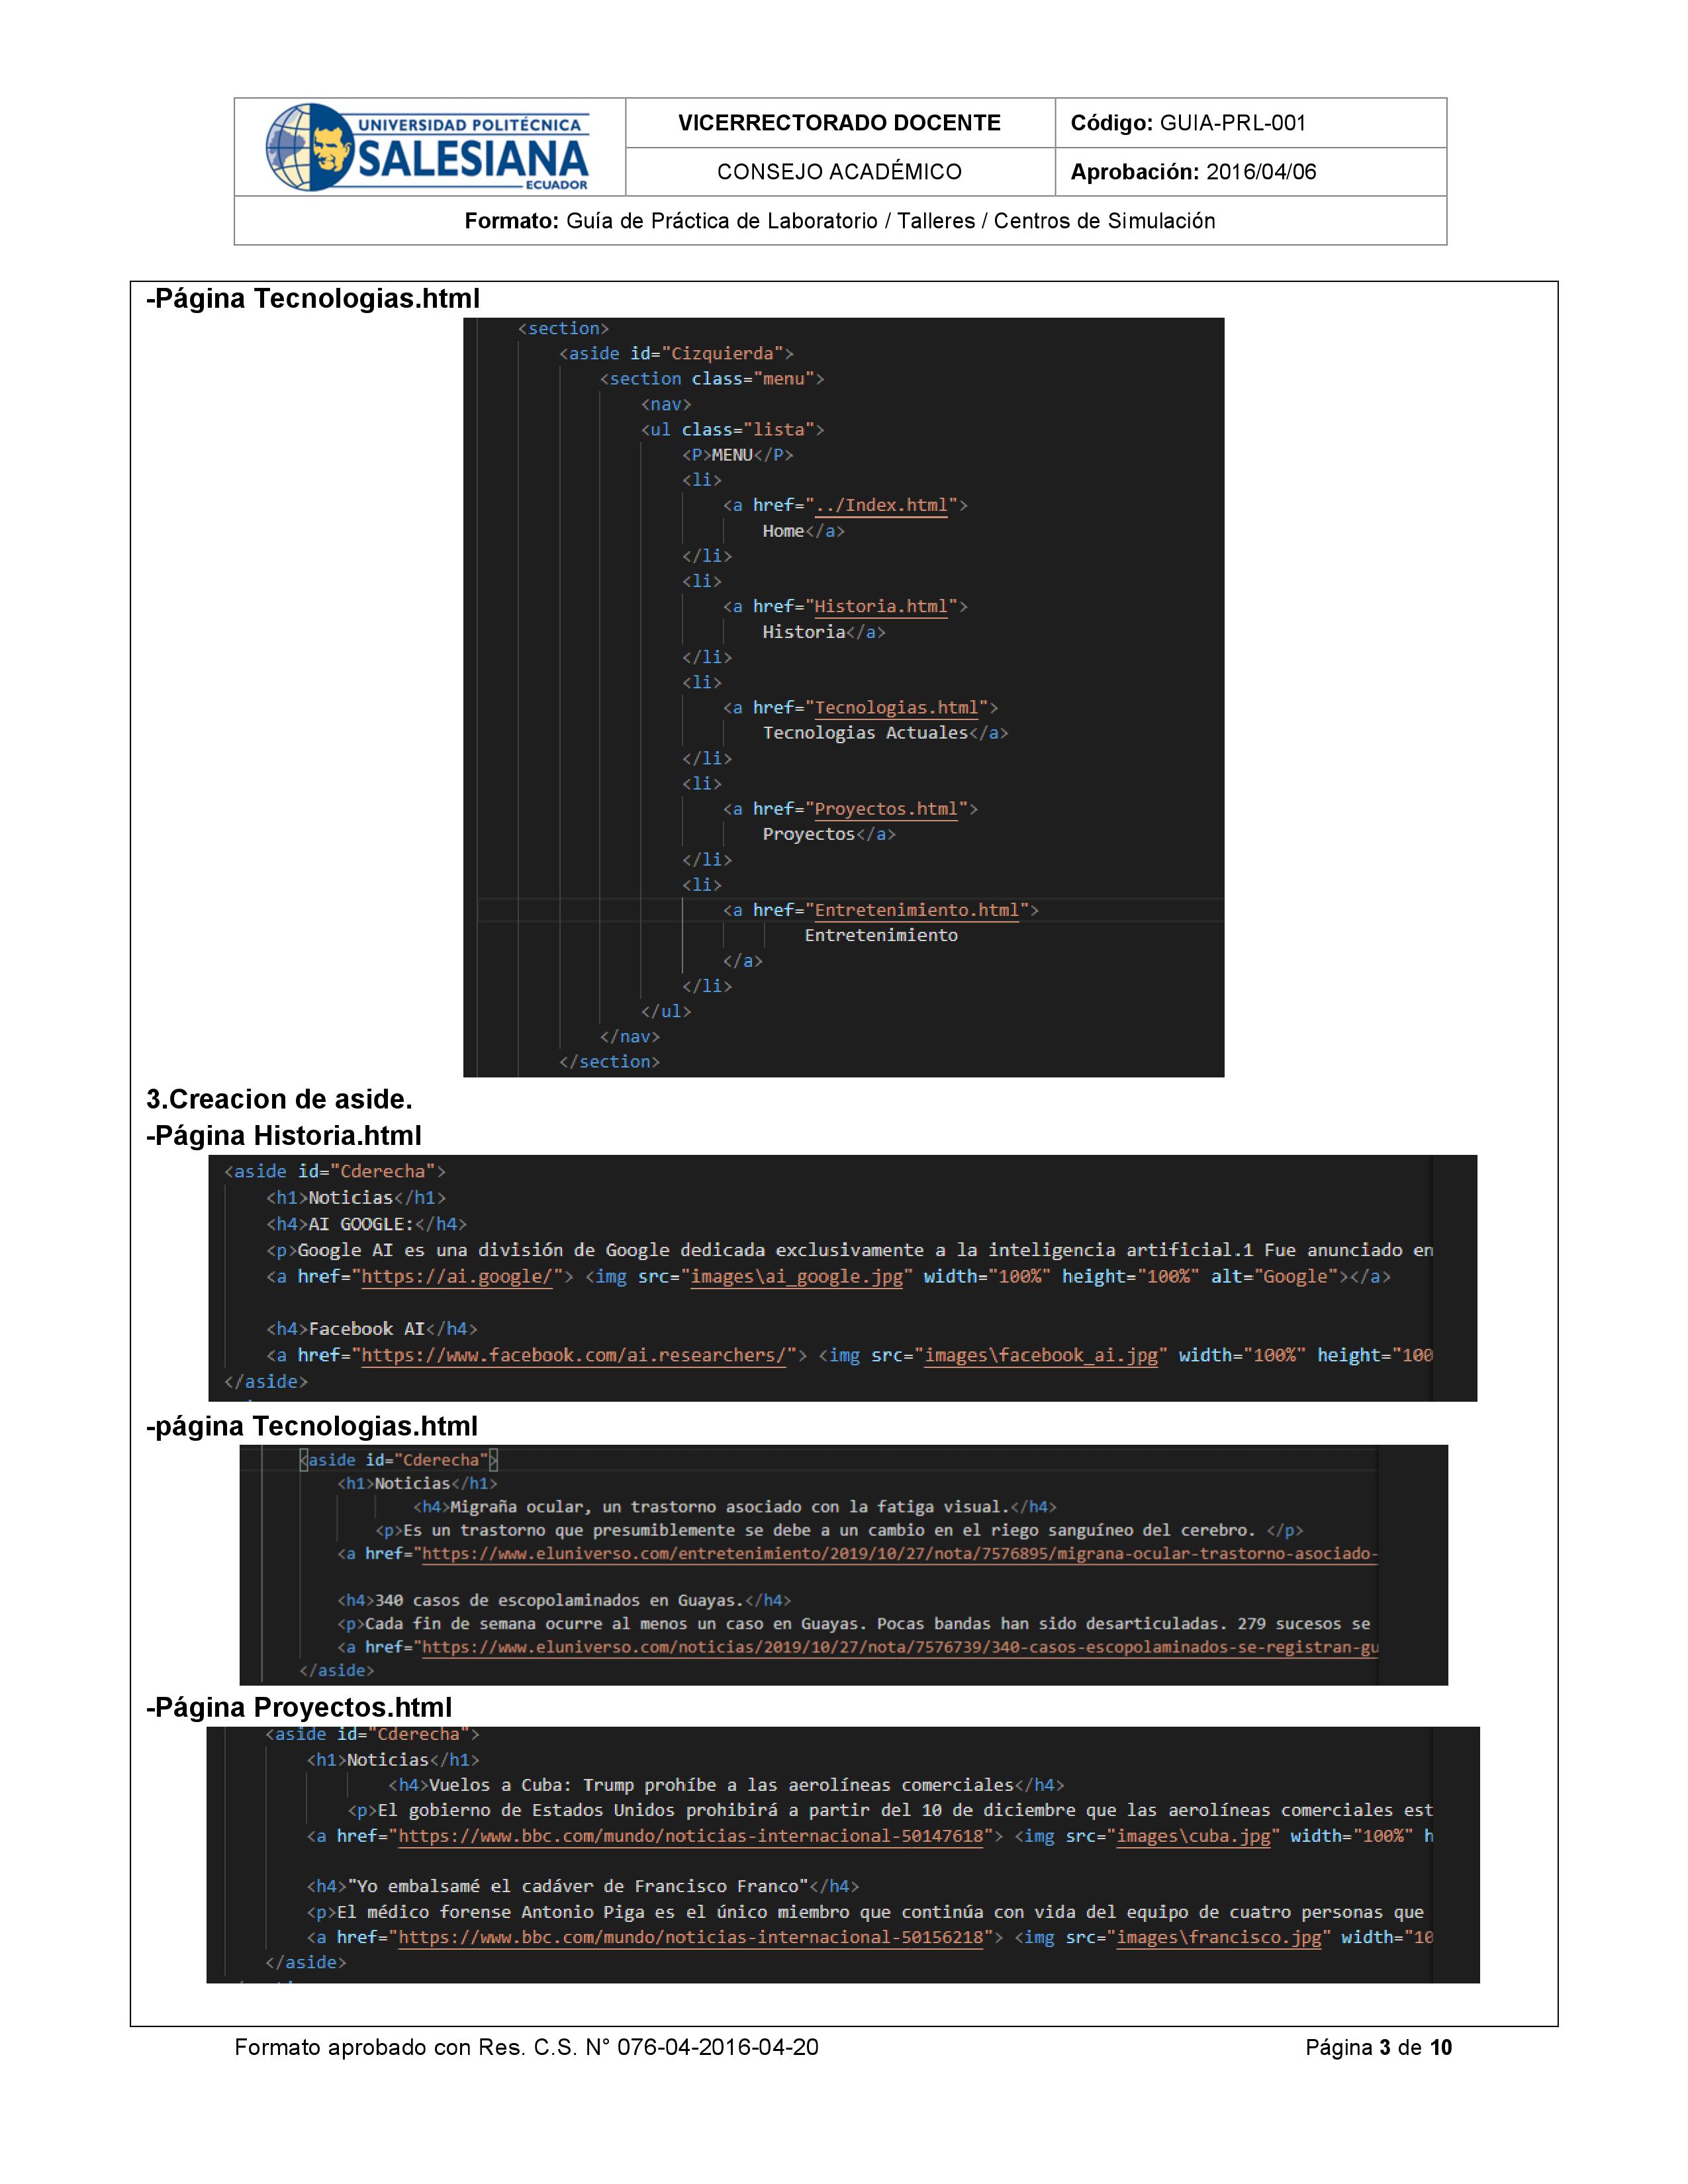 UNIVERSIDAD POLITÉCNICA
SALESIANA
ECUADOR
VICERRECTORADO DOCENTE
Código: GUIA-PRL-001
CONSEJO ACADÉMICO
Aprobación: 2016/04/06
Formato: Guía de Práctica de Laboratorio / Talleres / Centros de Simulación
-Página Tecnologias.html
<section>
<aside id="Cizquierda">
<section class="menu">
<nav>
<ul class="lista">
<P>MENU</P>
<li>
<a href="../Index.html">
Home</a>
</li>
<li>
<a href="Historia.html">
Historia</a>
</li>
<li>
<a href="Tecnologias.html">
Tecnologias Actuales</a>
</li>
<li>
<a href="Proyectos.html">
Proyectos</a>
</li>
<li>
<a href="Entretenimiento.html">
Entretenimiento
</a>
</li>
</ul>
</nav>
</section>
3.Creacion de aside.
-Página Historia.html
<aside id="Cderecha">
<h1>Noticias</h1>
<h4>AI GOOGLE:</h4>
<p>Google AI es una división de Google dedicada exclusivamente a la inteligencia artificial.1 Fue anunciado en
<a href="https://ai.google/"> <img src="images\ai_google.jpg" width="100%" height="100%" alt="Google"></a>
<h4>Facebook AI</h4>
<a href="https://www.facebook.com/ai.researchers/"> <img src="images\facebook_ai.jpg" width="100%" height="100
</aside>
-página Tecnologias.html
<aside id="Cderecha">
<h1>Noticias</h1>
<h4>Migraña ocular, un trastorno asociado con la fatiga visual.</h4>
<p>Es un trastorno que presumiblemente se debe a un cambio en el riego sanguíneo del cerebro. </p>
<a href="https://www.eluniverso.com/entretenimiento/2019/10/27/nota/7576895/migrana-ocular-trastorno-asociado-
<h4>340 casos de escopolaminados en Guayas.</h4>
<p>Cada fin de semana ocurre al menos un caso en Guayas. Pocas bandas han sido desarticuladas. 279 sucesos se
<a href="https://www.eluniverso.com/noticias/2019/10/27/nota/7576739/340-casos-escopolaminados-se-registran-gu
</aside>
-Página Proyectos.html
<aside id="Cderecha">
<h1>Noticias</h1>
<h4>Vuelos a Cuba: Trump prohíbe a las aerolíneas comerciales</h4>
<p>El gobierno de Estados Unidos prohibirá a partir del 10 de diciembre que las aerolíneas comerciales est
<a href="https://www.bbc.com/mundo/noticias-internacional-50147618"> <img src="images\cuba.jpg" width="100%" h
<h4>"Yo embalsamé el cadáver de Francisco Franco"</h4>
<p>El médico forense Antonio Piga es el único miembro que continúa con vida del equipo de cuatro personas que
<a href="https://www.bbc.com/mundo/noticias-internacional-50156218"> <img src="images\francisco.jpg" width="10
</aside>
Formato aprobado con Res. C.S. N° 076-04-2016-04-20
Página 3 de 10